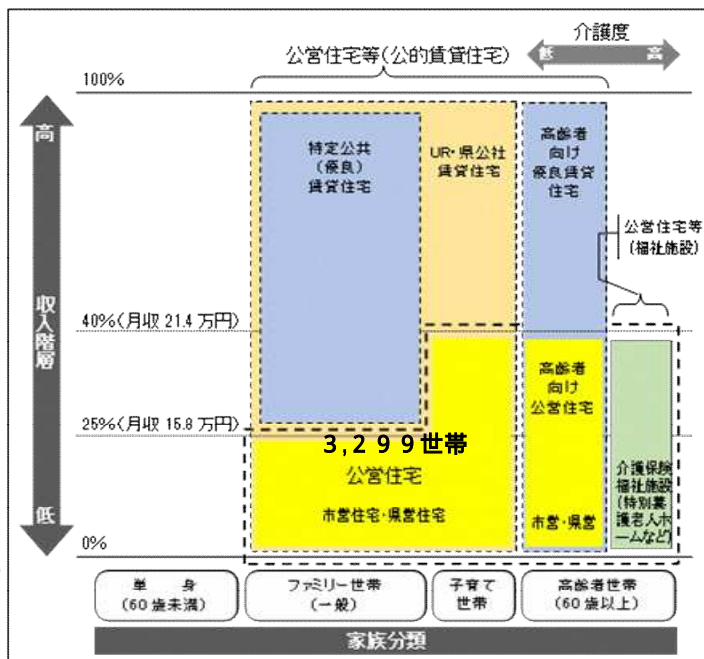 介護度
低
高
公営住宅等(公的賃貸住宅)
100%
高
特定公共
(優良)
賃貸住宅
UR・県公社
賃貸住宅
高齢者
向け
優良賃貸
住宅
公営住宅等
(福祉施設)
収入階層
40%(月収 21.4 万円)
高齢者
向け
公営住宅
25%(月収 15.8 万円)
3,299世帯
公営住宅
介護保険
福祉施設
(特別養
護老人ホ
ームなど)
市営住宅・県営住宅
市営・県営
低
0%
単 身
(60 歳未満)
ファミリー世帯
(一般)
子育て
世帯
高齢者世帯
(60 歳以上)
家族分類